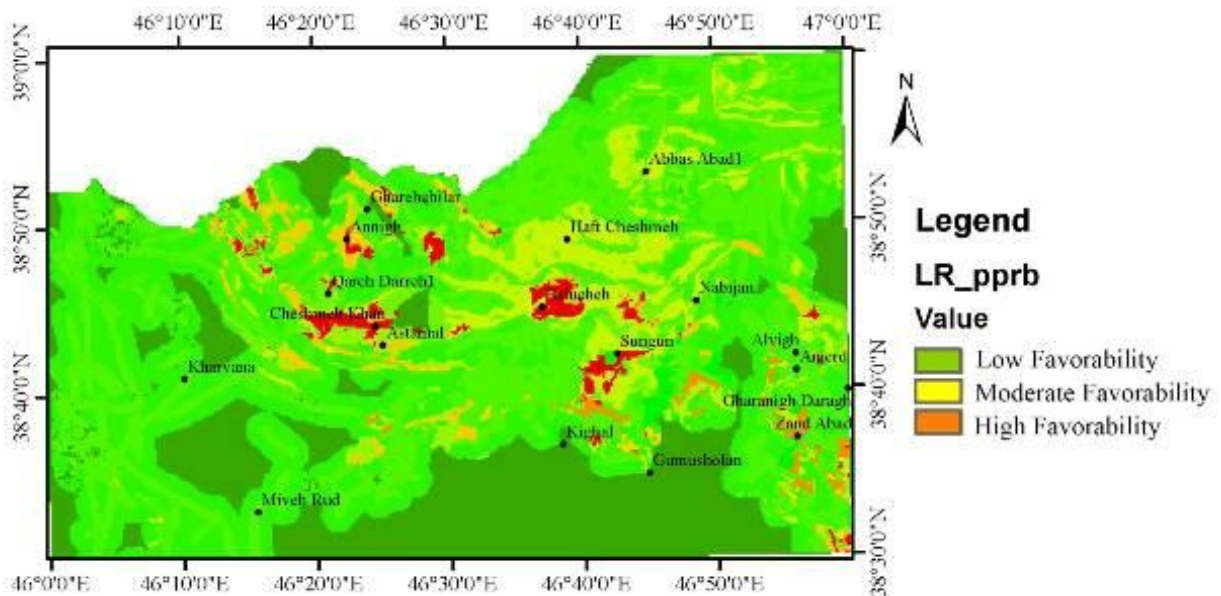 46°10'0"E 46°20'0"E 46°30'0"E 46°40'0"E 46°50'0"E 47°0'0"E
39°0'0"N
N
Abbas Abad1
38°50'0"N
Gharehghilar
38°50'0"N
Annigh
Haft Cheshmeh
Legend
LR_pprb
Value
Low Favorability
Moderate Favorability
High Favorability
Qareh Darreh1
Nabijan
Cheshmeh Khan
Astamal
Sungun
Alvigh
Kharvana
38°40'0"N
38°40'0"N
Gharanigh Daragh
Zand Abad
Kighal
Gumusholan
Miveh Rud
38°30'0"N
46°0'0"E 46°10'0"E 46°20'0"E 46°30'0"E 46°40'0"E 46°50'0"E